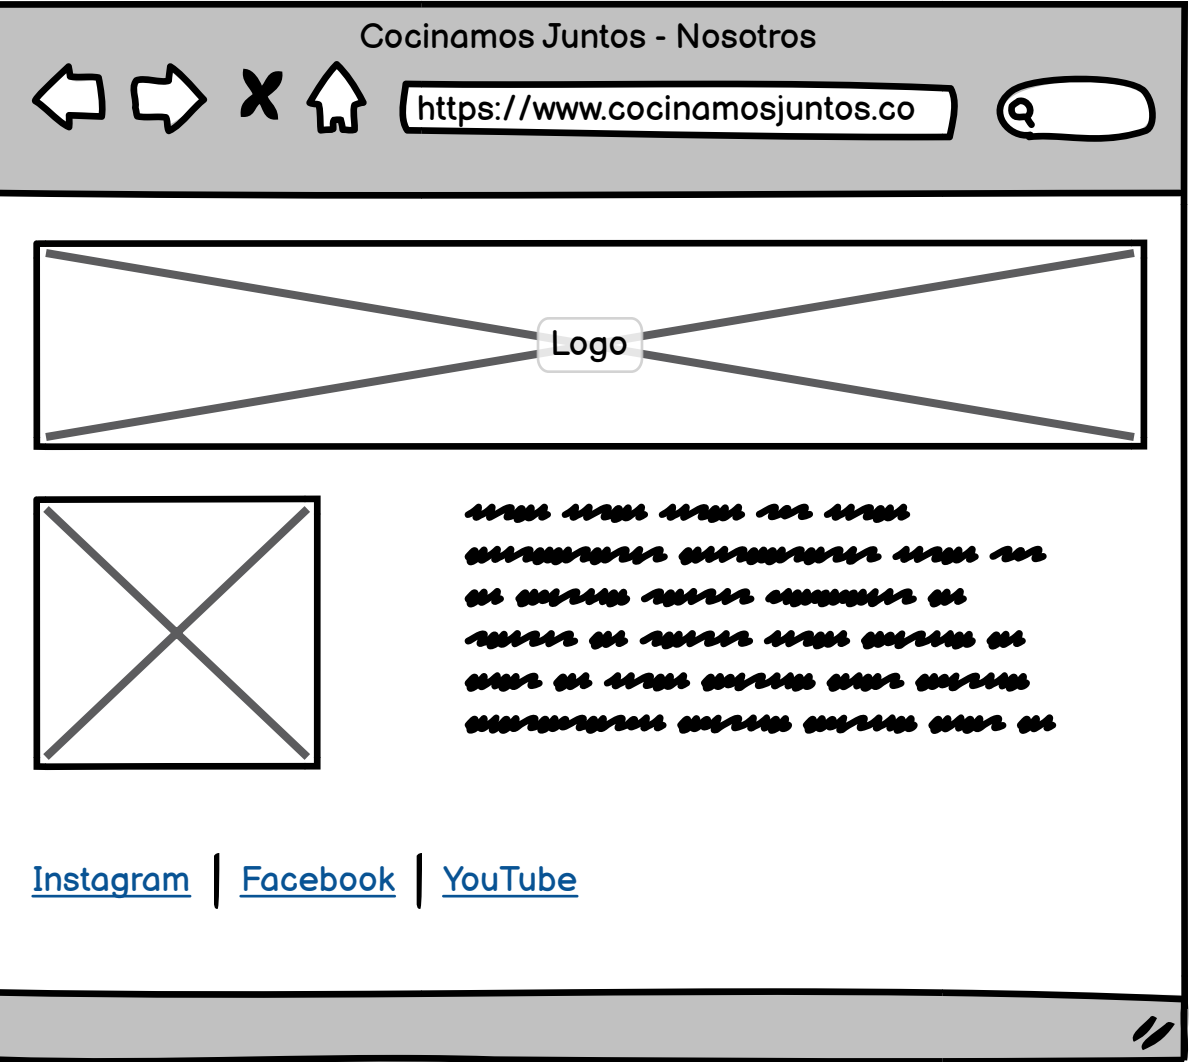 Cocinamos Juntos - Nosotros
https://www.cocinamosjuntos.co
Logo
Instagram | Facebook | YouTube